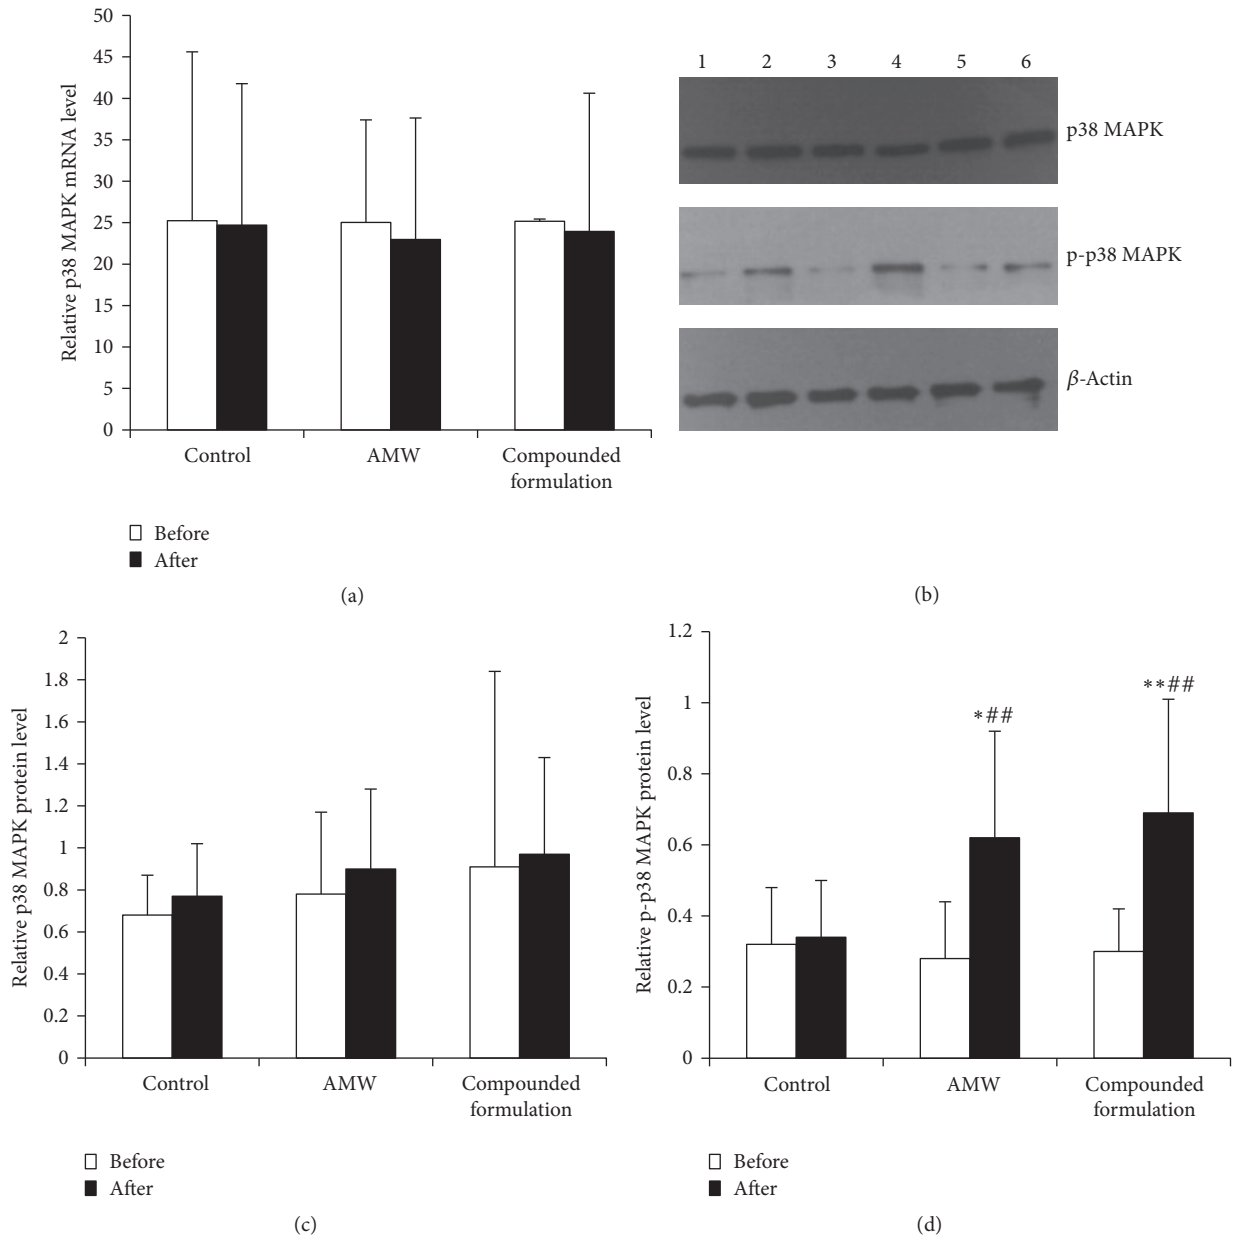 Relative p38 MAPK mRNA level
50
45
40
35
30
25
20
15
10
5
0
Control
AMW
Compounded
formulation
Before
After
(a)
1 2 3 4 5 6
p38 MAPK
p-p38 MAPK
β-Actin
(b)
Relative p38 MAPK protein level
2
1.8
1.6
1.4
1.2
1
0.8
0.6
0.4
0.2
0
Control
AMW
Compounded
formulation
Before
After
(c)
Relative p-p38 MAPK protein level
1.2
1
0.8
0.6
0.4
0.2
0
*##
**##
Control
AMW
Compounded
formulation
Before
After
(d)